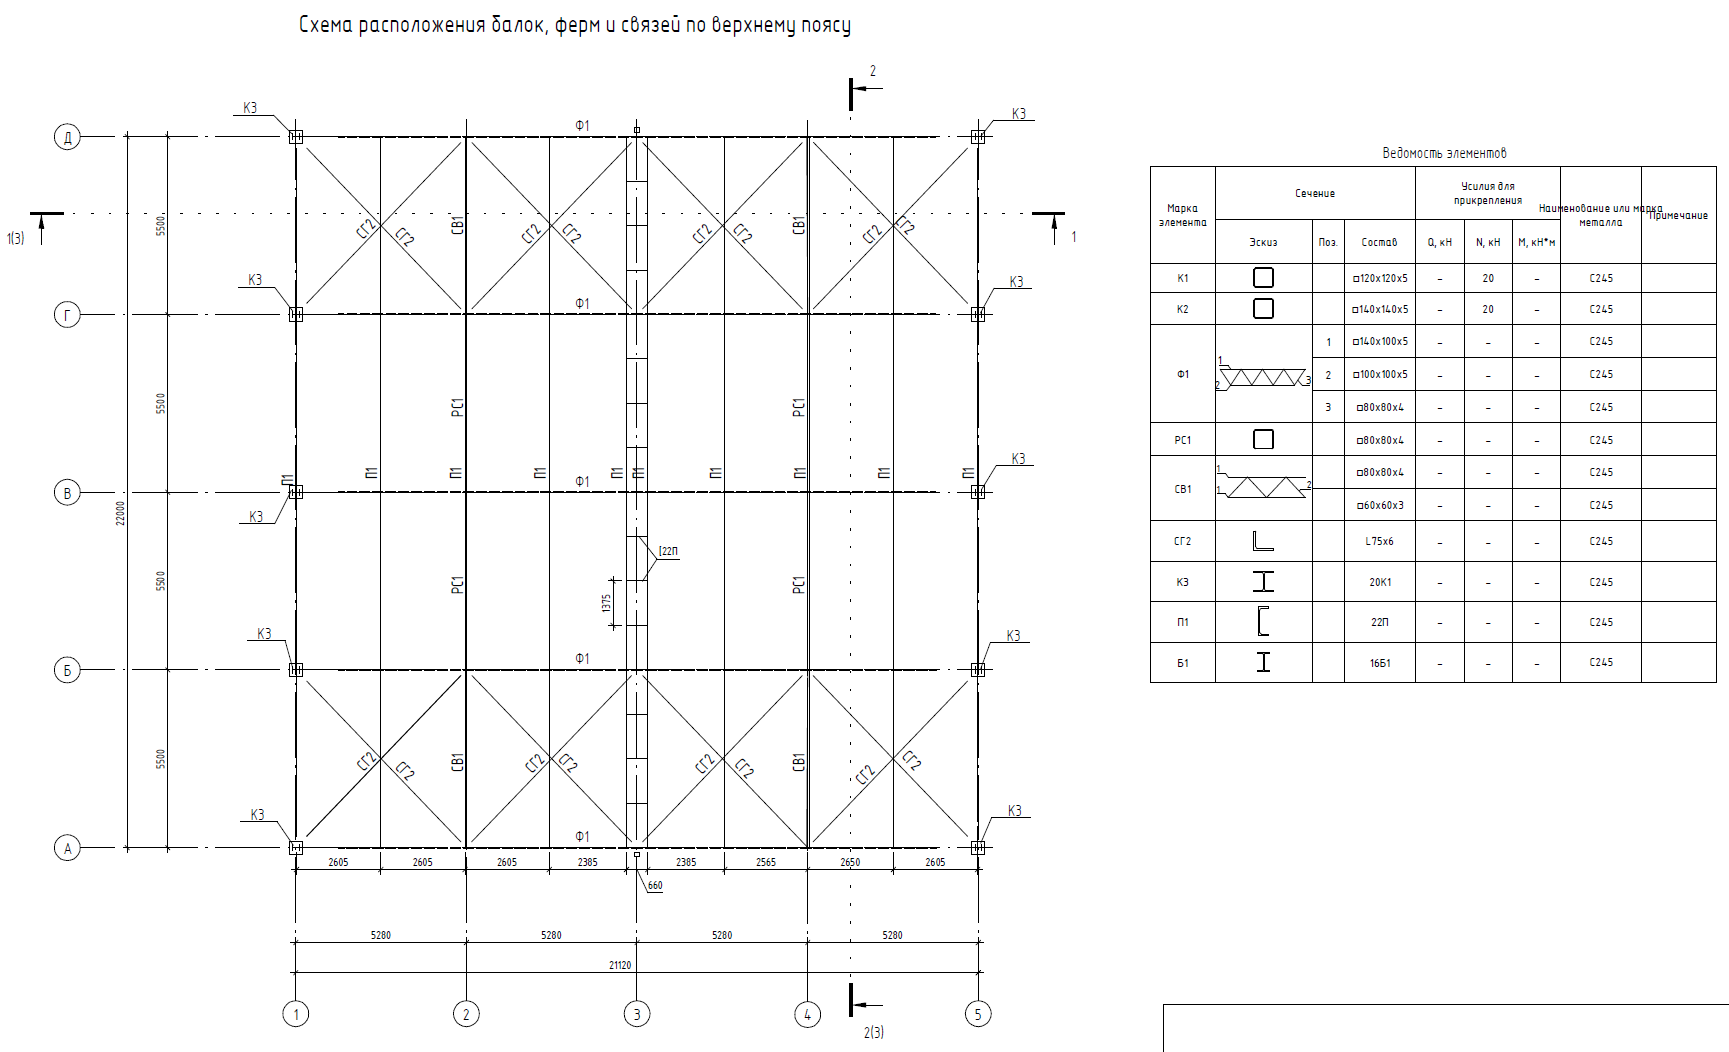 Схема расположения балок, ферм и связей по верхнему поясу
2
К3
К3
Ф1
Д
1(3)
1
5500
СГ2
СГ2
СВ1
СГ2
СГ2
СГ2
СГ2
СВ1
СГ2
СГ2
К3
К3
Ф1
Г
5500
РС1
РС1
П1
П1
П1
П1
П1
П1
П1
П1
П1
П1
К3
Ф1
В
К3
22000
[22П
1375
5500
РС1
РС1
К3
К3
Ф1
Б
5500
СГ2
СГ2
СВ1
СГ2
СГ2
СГ2
СГ2
СВ1
СГ2
СГ2
К3
К3
Ф1
А
2605
2605
2605
2385
2385
2565
2650
2605
660
5280
5280
5280
5280
21120
1
2
3
4
5
2(3)
Ведомость элементов
Марка элемента
Сечение
Усилия для прикрепления
Наименование или марка металла
Примечание
Эскиз
Поз.
Состав
Q, кН
N, кН
М, кН*м
К1 □120х120х5 – 20 – С245
К2 □140х140х5 – 20 – С245
Ф1
1
2
3
1 □140х100х5 – – – С245
2 □100х100х5 – – – С245
3 □80х80х4 – – – С245
РС1 □80х80х4 – – – С245
СВ1
1
1
2
□80х80х4 – – – С245
□60х60х3 – – – С245
СГ2 L75х6 – – – С245
К3 20К1 – – – С245
П1 22П – – – С245
Б1 16Б1 – – – С245